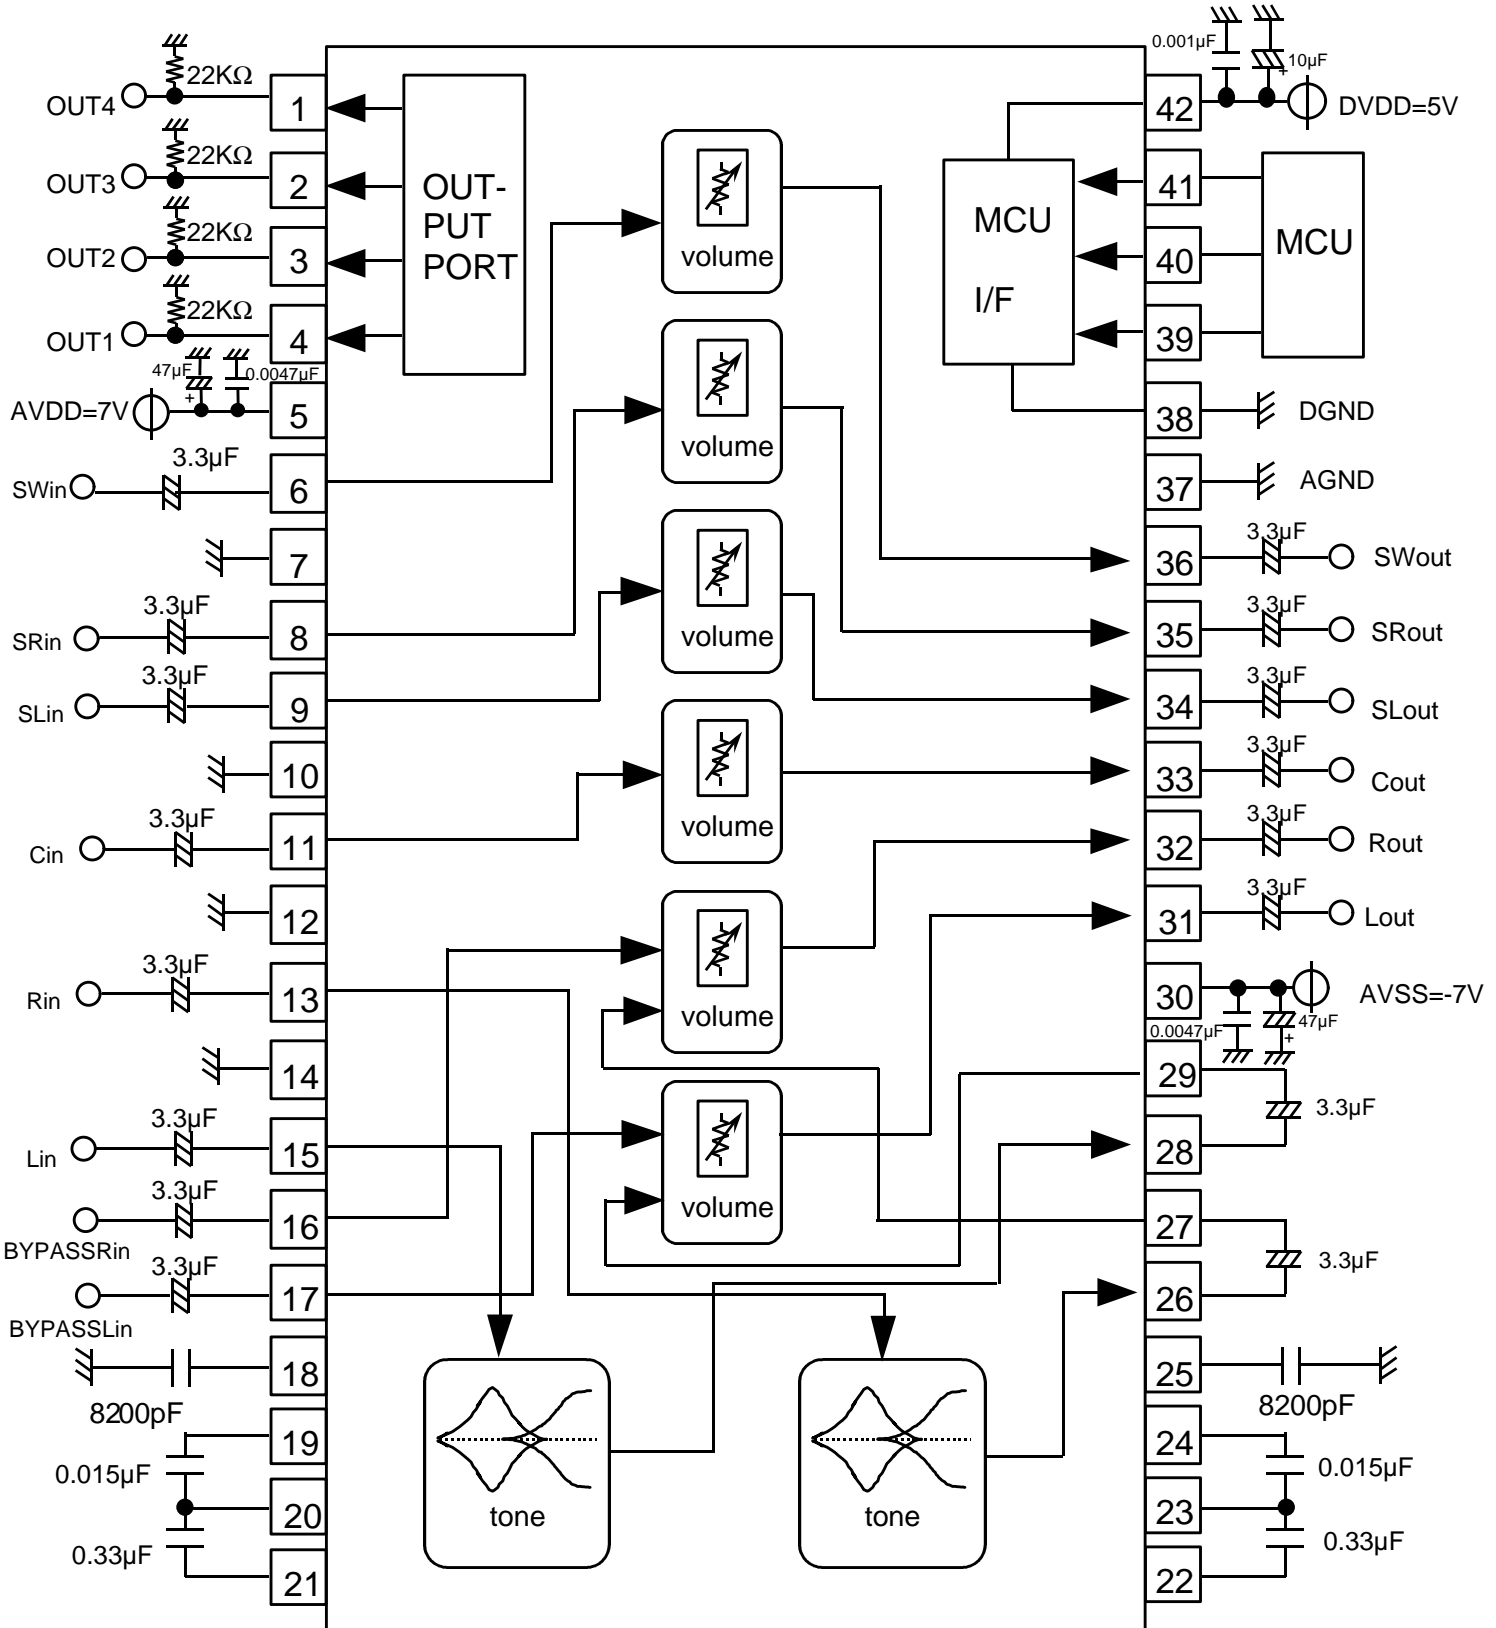 OUT4
22KΩ
1
OUT3
22KΩ
2
OUT2
22KΩ
3
OUT1
22KΩ
4
47µF
+
0.0047µF
AVDD=7V
5
3.3µF
SWin
6
7
3.3µF
SRin
8
3.3µF
SLin
9
10
3.3µF
Cin
11
12
3.3µF
Rin
13
14
3.3µF
Lin
15
3.3µF
16
BYPASSRin
3.3µF
17
BYPASSLin
18
8200pF
19
0.015µF
20
0.33µF
21
OUT-
PUT
PORT
volume
volume
volume
volume
volume
volume
tone
tone
MCU
I/F
MCU
0.001µF
10µF
+
42
DVDD=5V
41
40
39
38
DGND
37
AGND
3.3µF
36
SWout
3.3µF
35
SRout
3.3µF
34
SLout
3.3µF
33
Cout
3.3µF
32
Rout
3.3µF
31
Lout
30
AVSS=-7V
0.0047µF
47µF
+
29
3.3µF
28
27
3.3µF
26
25
8200pF
24
0.015µF
23
0.33µF
22